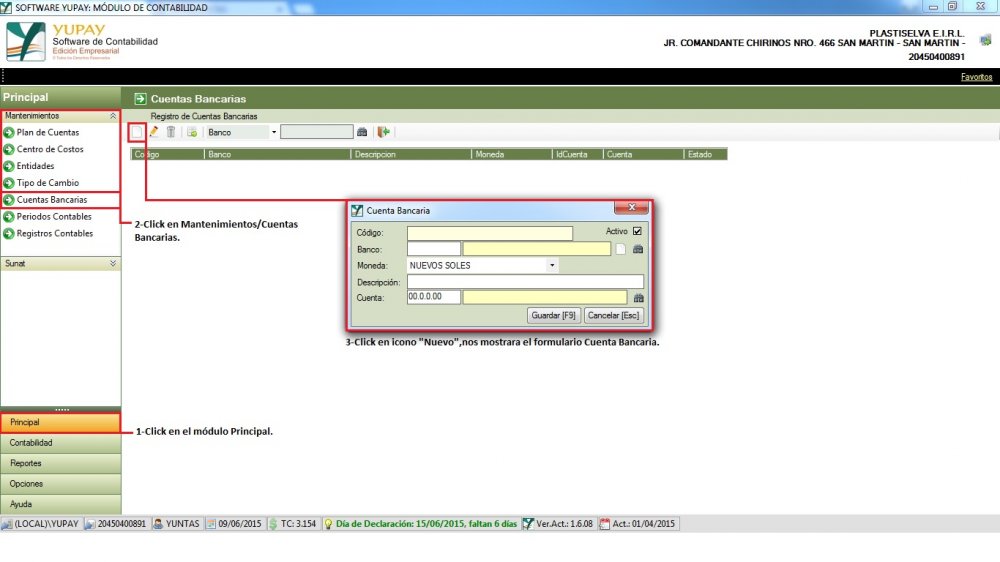 SOFTWARE YUPAY: MÓDULO DE CONTABILIDAD
YUPAY
Software de Contabilidad
Edición Empresarial
PLASTISELVA E.I.R.L.
JR. COMANDANTE CHIRINOS NRO. 466 SAN MARTIN - SAN MARTIN -
20450400891
Favoritos
Principal
Cuentas Bancarias
Mantenimientos
Registro de Cuentas Bancarias
Banco
Plan de Cuentas
Centro de Costos
Entidades
Tipo de Cambio
Cuentas Bancarias
Periodos Contables
Registros Contables
Sunat
Codigo Banco Descripcion Moneda IdCuenta Cuenta Estado
2-Click en Mantenimientos/Cuentas
Bancarias.
Cuenta Bancaria
Código: Activo
Banco:
Moneda: NUEVOS SOLES
Descripción:
Cuenta: 00.0.0.00
Guardar [F9] Cancelar [Esc]
3-Click en icono "Nuevo",nos mostrara el formulario Cuenta Bancaria.
Principal
1-Click en el módulo Principal.
Contabilidad
Reportes
Opciones
Ayuda
(LOCAL)\YUPAY 20450400891 YUNTAS 09/06/2015 TC: 3.154 Día de Declaración: 15/06/2015, faltan 6 días Ver.Act.: 1.6.08 Act.: 01/04/2015